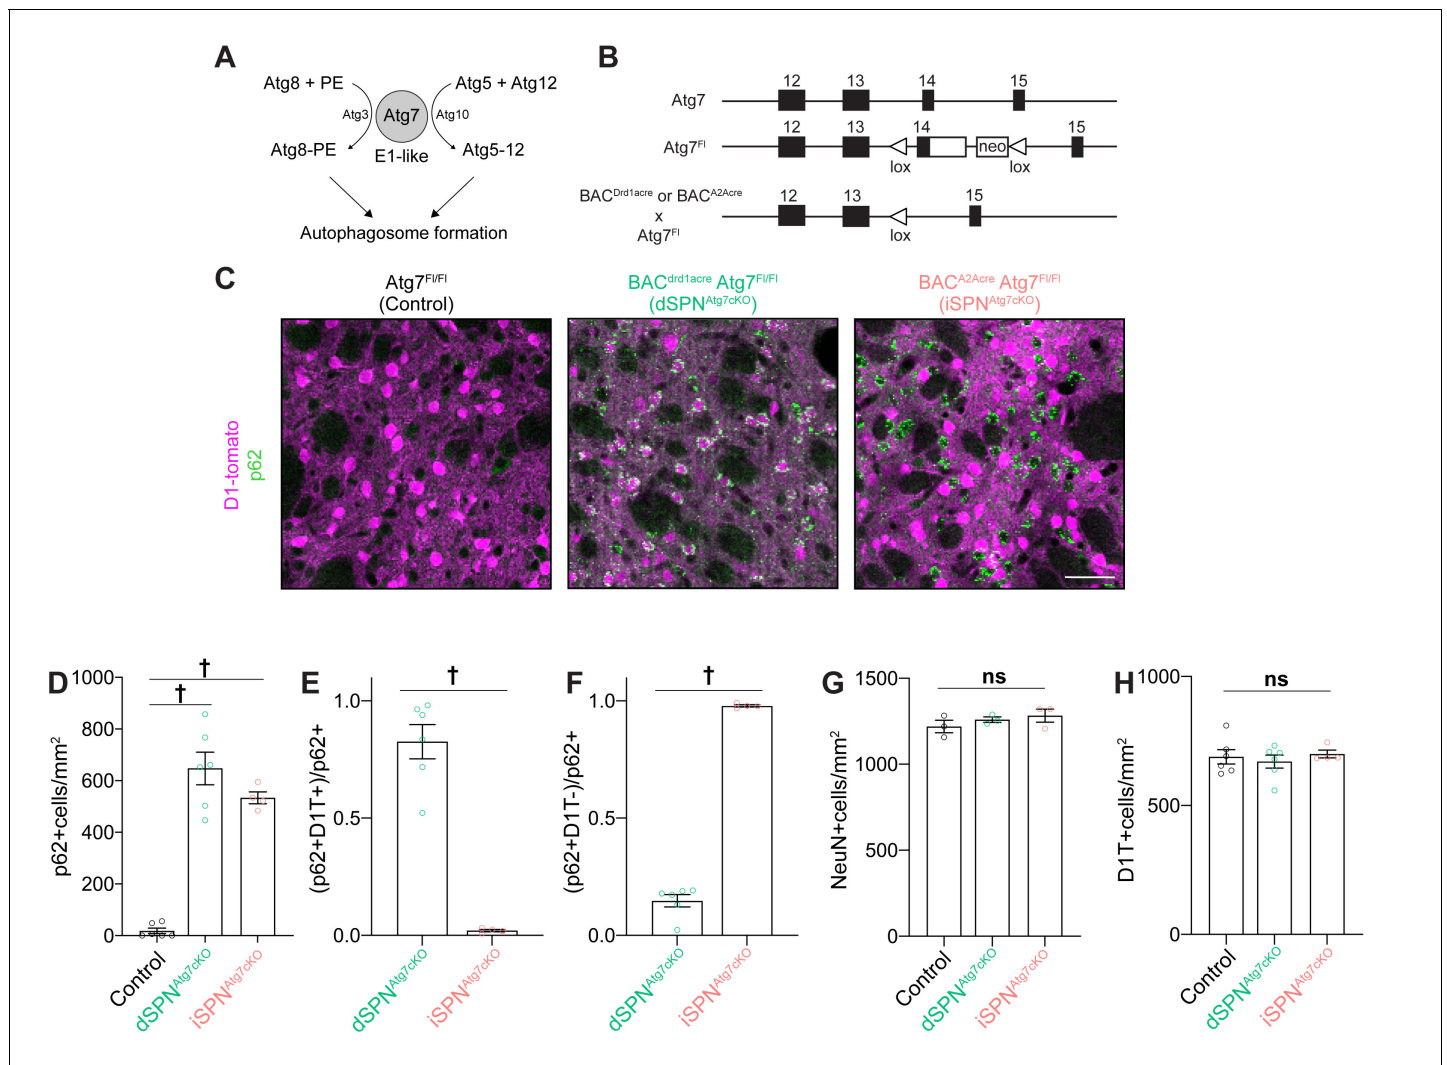 A
Atg8 + PE
Atg5 + Atg12
Atg3
Atg7
Atg10
Atg8-PE
E1-like
Atg5-12
Autophagosome formation
B
12 13 14 15
Atg7
12 13 14 15
Atg7Fl
neo
lox lox
BACDrd1acre or BACA2Acre
x
Atg7Fl
12 13 15
lox
C
Atg7Fl/Fl
(Control)
BACdrd1acre Atg7Fl/Fl
(dSPNAtg7cKO)
BACA2Acre Atg7Fl/Fl
(iSPNAtg7cKO)
D1-tomato
p62
D
p62+cells/mm2
1000
800
600
400
200
0
†
†
Control
dSPNAtg7cKO
iSPNAtg7cKO
E
(p62+D1T+)/p62+
1.0
0.5
0.0
†
dSPNAtg7cKO
iSPNAtg7cKO
F
(p62+D1T-)/p62+
1.0
0.5
0.0
†
dSPNAtg7cKO
iSPNAtg7cKO
G
NeuN+cells/mm2
1500
1000
500
0
ns
Control
dSPNAtg7cKO
iSPNAtg7cKO
H
D1T+cells/mm2
1000
500
0
ns
Control
dSPNAtg7cKO
iSPNAtg7cKO